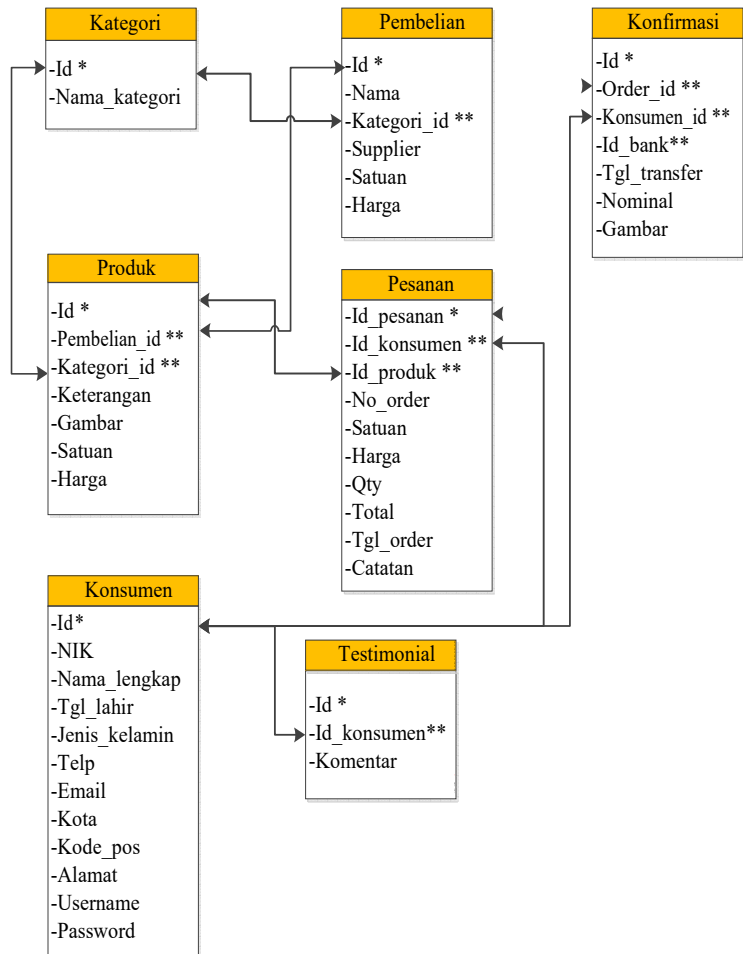 Kategori
-Id *
-Nama_kategori
Pembelian
-Id *
-Nama
-Kategori_id **
-Supplier
-Satuan
-Harga
Konfirmasi
-Id *
-Order_id **
-Konsumen_id **
-Id_bank**
-Tgl_transfer
-Nominal
-Gambar
Produk
-Id *
-Pembelian_id **
-Kategori_id **
-Keterangan
-Gambar
-Satuan
-Harga
Pesanan
-Id_pesanan *
-Id_konsumen **
-Id_produk **
-No_order
-Satuan
-Harga
-Qty
-Total
-Tgl_order
-Catatan
Konsumen
-Id*
-NIK
-Nama_lengkap
-Tgl_lahir
-Jenis_kelamin
-Telp
-Email
-Kota
-Kode_pos
-Alamat
-Username
-Password
Testimonial
-Id *
-Id_konsumen**
-Komentar